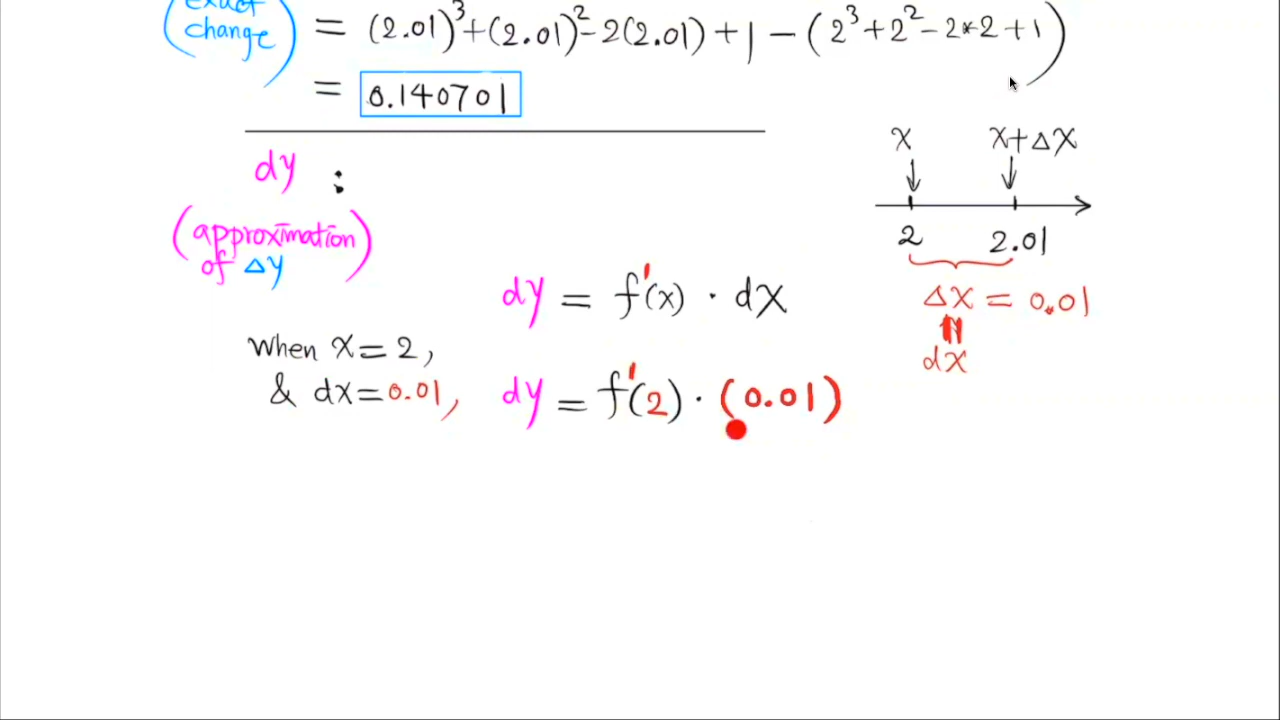 exact
change = (2.01)³+(2.01)²-2(2.01)+1-(2³+2²-2*2+1)
= 0.140701
dy :
(approximation
of Δy)
x x+Δx
2 2.01
dy = f'(x) · dx
Δx = 0.01
When x=2,
dx
& dx=0.01, dy = f'(2) · (0.01)